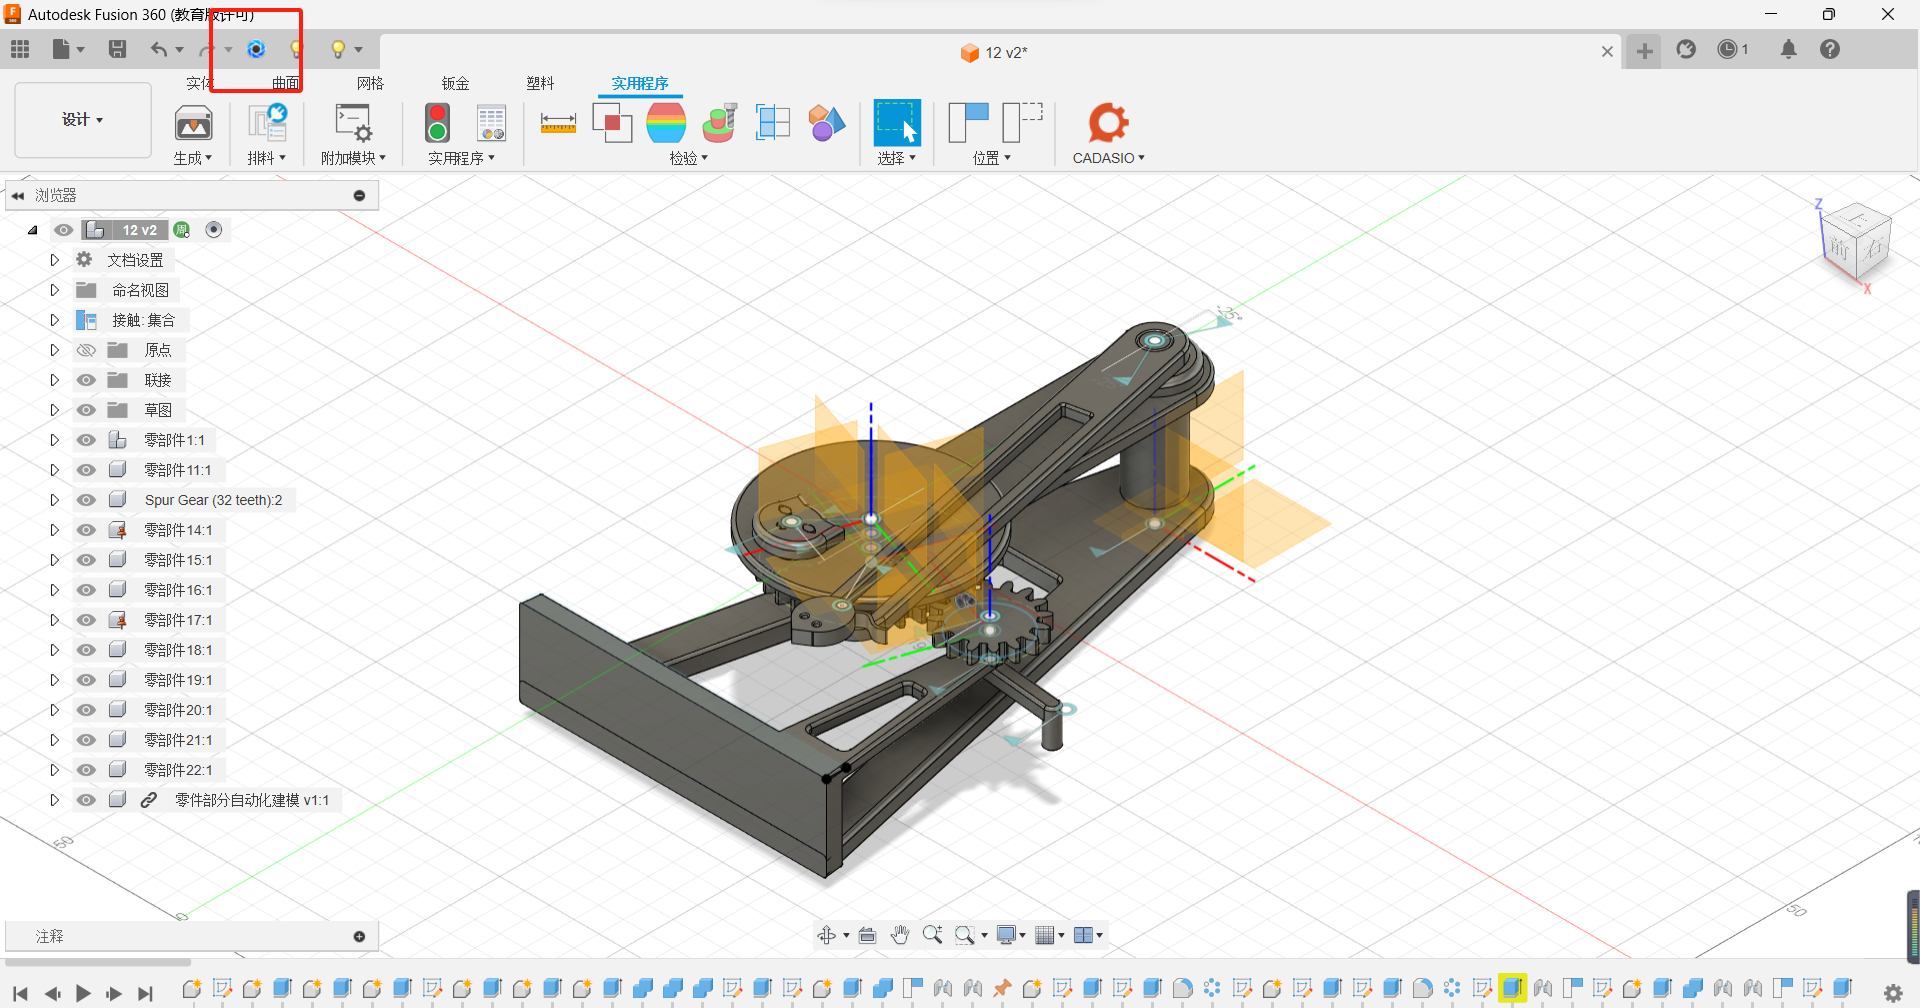 Autodesk Fusion 360 (教育版许可)
12 v2*
1
实体 曲面 网格 钣金 塑料 实用程序
设计
生成 排料 附加模块 实用程序 检验 选择 位置 CADASIO
浏览器
12 v2 周
文档设置
命名视图
接触: 集合
原点
联接
草图
零部件1:1
零部件11:1
Spur Gear (32 teeth):2
零部件14:1
零部件15:1
零部件16:1
零部件17:1
零部件18:1
零部件19:1
零部件20:1
零部件21:1
零部件22:1
零件部分自动化建模 v1:1
Z
上
前 右
X
50
0
50
注释